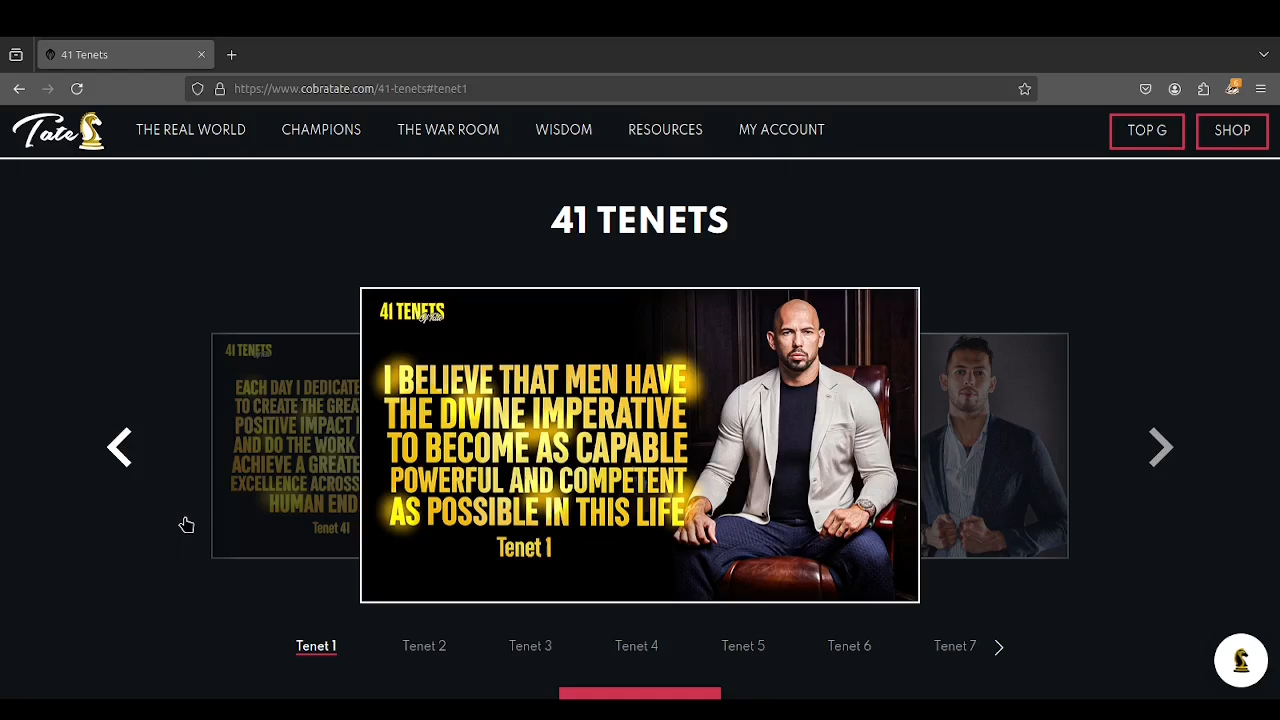 41 Tenets
https://www.cobratate.com/41-tenets#tenet1
6
Tate
THE REAL WORLD
CHAMPIONS
THE WAR ROOM
WISDOM
RESOURCES
MY ACCOUNT
TOP G
SHOP
41 TENETS
41 TENETS
EACH DAY I DEDICATE
TO CREATE THE GREA
POSITIVE IMPACT I
AND DO THE WORK
ACHIEVE A GREATE
EXCELLENCE ACROSS
HUMAN END
Tenet 41
41 TENETS
by Tate
I BELIEVE THAT MEN HAVE
THE DIVINE IMPERATIVE
TO BECOME AS CAPABLE
POWERFUL AND COMPETENT
AS POSSIBLE IN THIS LIFE
Tenet 1
Tenet 1
Tenet 2
Tenet 3
Tenet 4
Tenet 5
Tenet 6
Tenet 7